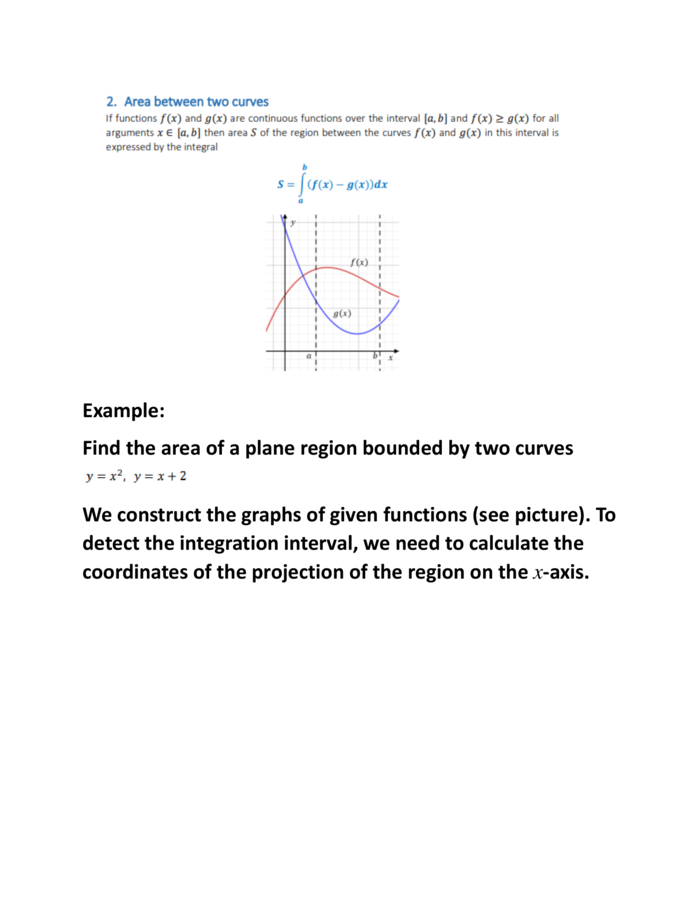 2. Area between two curves
If functions f(x) and g(x) are continuous functions over the interval [a, b] and f(x) ≥ g(x) for all
arguments x ∈ [a, b] then area S of the region between the curves f(x) and g(x) in this interval is
expressed by the integral
S = ∫ₐᵇ (f(x) − g(x))dx
y
f(x)
g(x)
a b x
Example:
Find the area of a plane region bounded by two curves
y = x², y = x + 2
We construct the graphs of given functions (see picture). To
detect the integration interval, we need to calculate the
coordinates of the projection of the region on the x-axis.